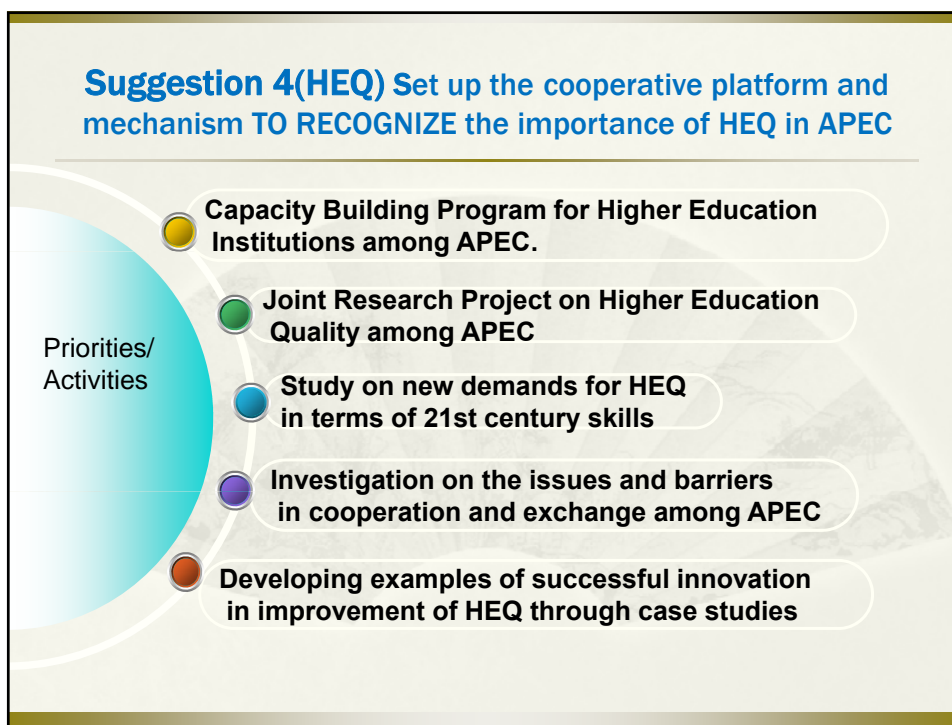 Suggestion 4(HEQ) Set up the cooperative platform and
mechanism TO RECOGNIZE the importance of HEQ in APEC
Priorities/
Activities
Capacity Building Program for Higher Education
Institutions among APEC.
Joint Research Project on Higher Education
Quality among APEC
Study on new demands for HEQ
in terms of 21st century skills
Investigation on the issues and barriers
in cooperation and exchange among APEC
Developing examples of successful innovation
in improvement of HEQ through case studies